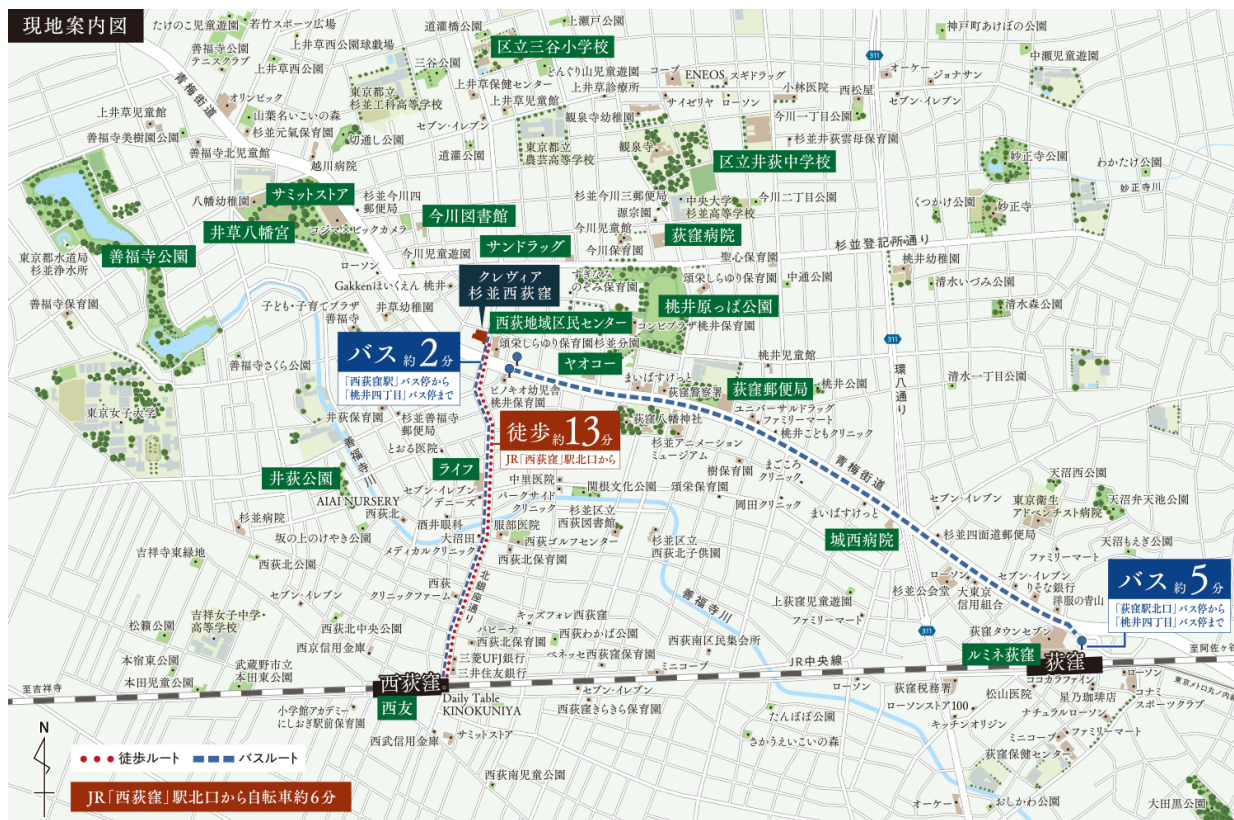 現地案内図
たけのこ児童遊園
若竹スポーツ広場
善福寺公園
テニスクラブ
上井草西公園球戯場
上井草西公園
道灌橋公園
上瀬戸公園
区立三谷小学校
三谷公園
どんぐり山児童遊園
上井草保健センター
上井草診療所
上井草児童館
東京都立
杉並工科高等学校
セブン-イレブン
青梅街道
オリンピック
山葉名いこいの森
杉並元氣保育園
切通し公園
上井草児童館
善福寺美樹園公園
善福寺北児童館
越川病院
道灌公園
東京都立
農芸高等学校
コープ
ENEOS
スギドラッグ
サイゼリヤ
ローソン
小林医院
西松屋
今川一丁目公園
観泉寺幼稚園
観泉寺
杉並井荻雲母保育園
区立井荻中学校
311
オーケー
ジョナサン
セブン-イレブン
神戸町あけぼの公園
中瀬児童遊園
妙正寺公園
わかたけ公園
妙正寺川
妙正寺
くつかけ公園
サミットストア
八幡幼稚園
井草八幡宮
コジマ×ビックカメラ
杉並今川四
郵便局
今川図書館
杉並今川三郵便局
源宗園
中央大学
杉並高等学校
今川二丁目公園
今川児童館
今川保育園
荻窪病院
聖心保育園
杉並登記所通り
桃井幼稚園
善福寺公園
東京都水道局
杉並浄水所
善福寺保育園
ローソン
今川児童遊園
サンドラッグ
Gakkenほいくえん 桃井
クレヴィア
杉並西荻窪
すぎなみ
のぞみ保育園
頌栄しらゆり保育園
中通公園
清水いづみ公園
清水森公園
桃井原っぱ公園
コンビプラザ桃井保育園
子ども・子育てプラザ
善福寺
井草幼稚園
西荻地域区民センター
頌栄しらゆり保育園杉並分園
バス約2分
「西荻窪駅」バス停から
「桃井四丁目」バス停まで
ヤオコー
桃井児童館
311
環八通り
善福寺さくら公園
ピノキオ幼児舎
桃井保育園
まいばすけっと
荻窪警察署
荻窪郵便局
桃井公園
清水一丁目公園
東京女子大学
井荻保育園
杉並善福寺
郵便局
善福寺川
とおる医院
徒歩約13分
JR「西荻窪」駅北口から
荻窪八幡神社
ユニバーサルドラッグ
ファミリーマート
桃井こどもクリニック
杉並アニメーション
ミュージアム
井荻公園
ライフ
AIAI NURSERY
西荻北
セブン-イレブン
デニーズ
中里医院
パークサイド
クリニック
関根文化公園
頌栄保育園
樹保育園
まごころ
クリニック
岡田クリニック
青梅街道
まいばすけっと
セブン-イレブン
天沼西公園
東京衛生
アドベンチスト病院
天沼弁天池公園
杉並病院
坂の上のけやき公園
酒井眼科
大沼田
メディカルクリニック
服部医院
杉並区立
西荻図書館
西荻ゴルフセンター
西荻北保育園
杉並区立
西荻北子供園
城西病院
杉並四面道郵便局
天沼もえぎ公園
ファミリーマート
吉祥寺東緑地
西荻北公園
セブン-イレブン
西荻
クリニックファーム
北銀座通り
善福寺川
上荻窪児童遊園
ファミリーマート
杉並公会堂
ローソン
大東京
信用組合
セブン-イレブン
りそな銀行
洋服の青山
バス約5分
「荻窪駅北口」バス停から
「桃井四丁目」バス停まで
松籟公園
吉祥女子中学・
高等学校
西荻北中央公園
西京信用金庫
キッズフォレ西荻窪
パピーナ
西荻北保育園
西荻わかば公園
ベネッセ西荻窪保育園
西荻南区民集会所
311
荻窪タウンセブン
ルミネ荻窪
荻窪
本宿東公園
本田児童公園
武蔵野市立
本田東公園
三菱UFJ銀行
三井住友銀行
ミニコープ
JR中央線
至阿佐ヶ谷
至吉祥寺
西荻窪
西友
Daily Table
KINOKUNIYA
セブン-イレブン
西荻窪きらきら保育園
ローソン
荻窪税務署
ローソンストア100
キッチンオリジン
松山医院
ココカラファイン
星乃珈琲店
ナチュラルローソン
ローソン
コナミ
スポーツクラブ
東京メトロ丸ノ内線
小学館アカデミー
にしおぎ駅前保育園
西武信用金庫
サミットストア
たんぽぽ公園
さかうえいこいの森
ミニコープ
ファミリーマート
荻窪保健センター
N
徒歩ルート
バスルート
JR「西荻窪」駅北口から自転車約6分
西荻南児童公園
オーケー
おしかわ公園
大田黒公園